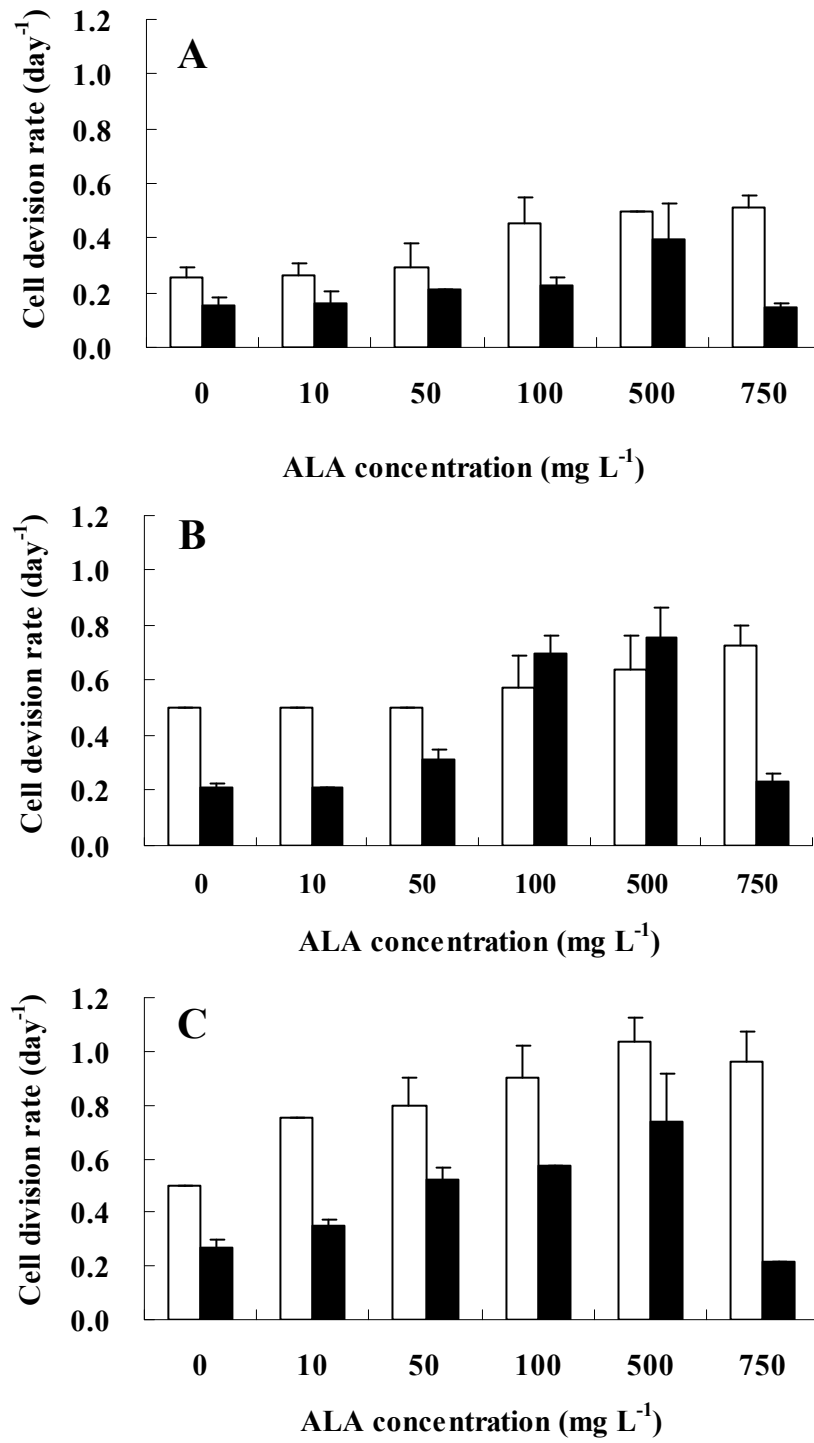 A
Cell devision rate (day-1)
1.2
1.0
0.8
0.6
0.4
0.2
0.0
0 10 50 100 500 750
ALA concentration (mg L-1)
B
Cell devision rate (day-1)
1.2
1.0
0.8
0.6
0.4
0.2
0.0
0 10 50 100 500 750
ALA concentration (mg L-1)
C
Cell division rate (day-1)
1.2
1.0
0.8
0.6
0.4
0.2
0.0
0 10 50 100 500 750
ALA concentration (mg L-1)